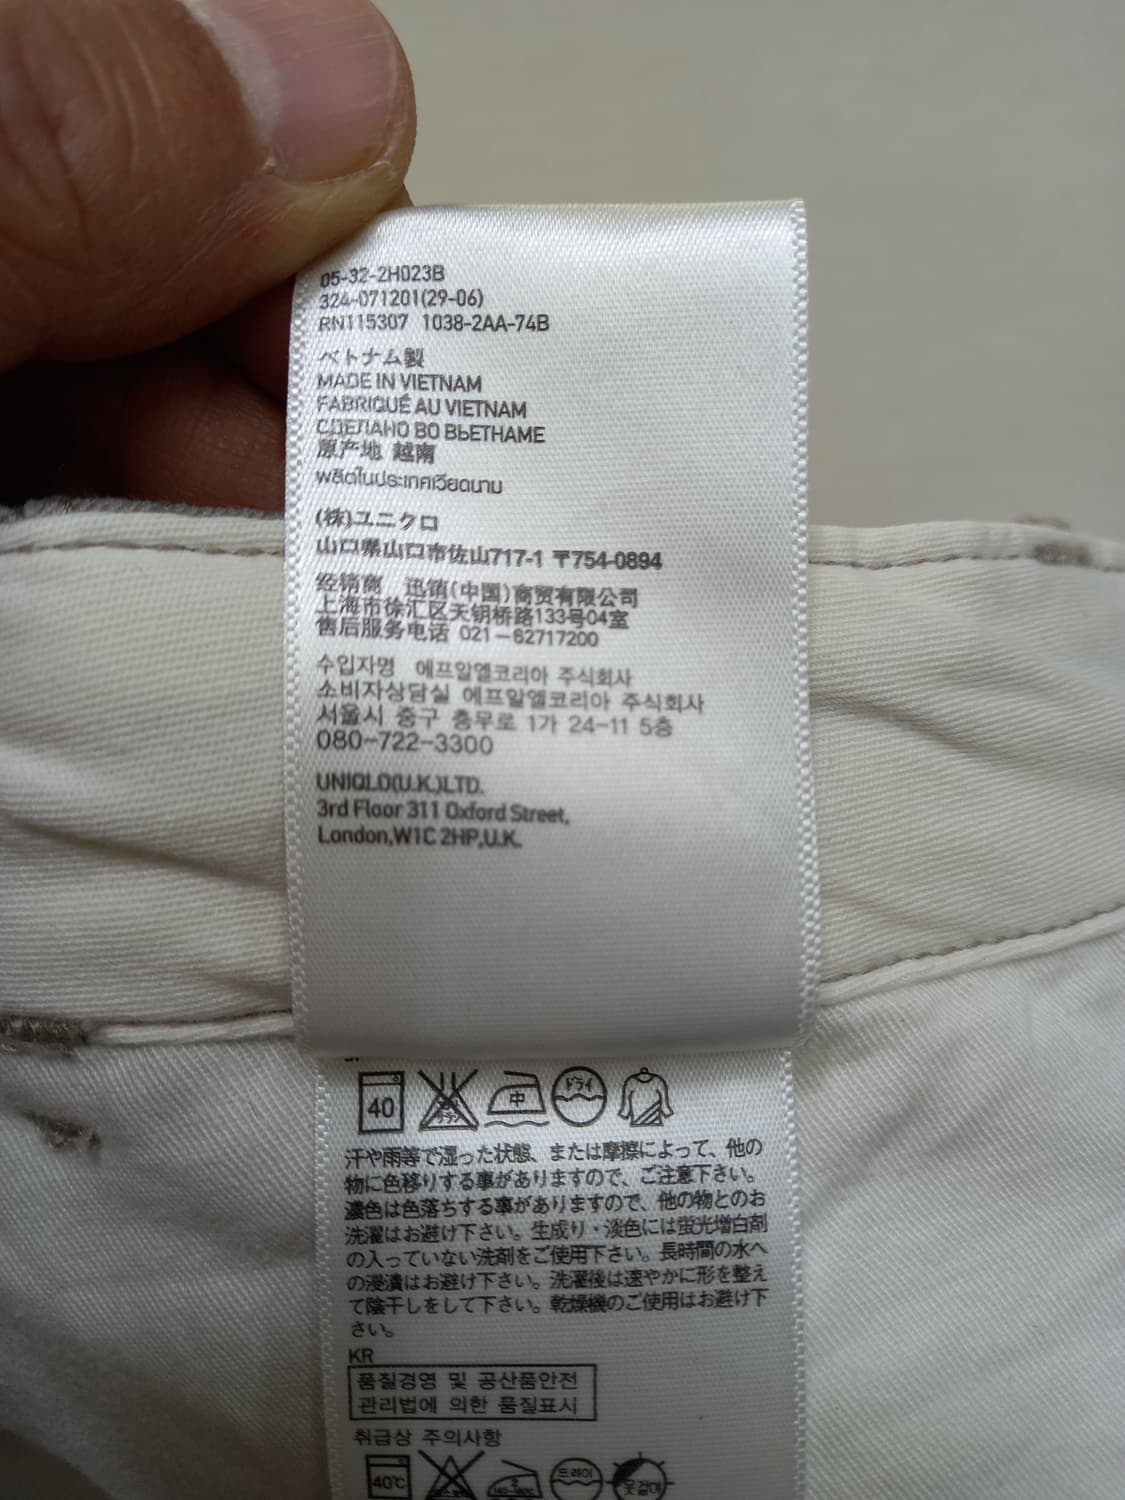 05-32-2H023B
324-071201(29-06)
RN115307 1038-2AA-74B
ベトナム製
MADE IN VIETNAM
FABRIQUÉ AU VIETNAM
СДЕЛАНО ВО ВЬЕТНАМЕ
原产地 越南
ผลิตในประเทศเวียดนาม
(株)ユニクロ
山口県山口市佐山717-1 〒754-0894
经销商 迅销(中国)商贸有限公司
上海市徐汇区天钥桥路133号04室
售后服务电话 021-62717200
수입자명 에프알엘코리아 주식회사
소비자상담실 에프알엘코리아 주식회사
서울시 중구 충무로 1가 24-11 5층
080-722-3300
UNIQLO(U.K.)LTD.
3rd Floor 311 Oxford Street,
London,W1C 2HP,U.K.
40 中 ドライ
汗や雨等で湿った状態、または摩擦によって、他の
物に色移りする事がありますので、ご注意下さい。
濃色は色落ちする事がありますので、他の物とのお
洗濯はお避け下さい。生成り・淡色には蛍光増白剤
の入っていない洗剤をご使用下さい。長時間の水へ
の浸漬はお避け下さい。洗濯後は速やかに形を整え
て陰干しをして下さい。乾燥機のご使用はお避け下
さい。
KR
품질경영 및 공산품안전
관리법에 의한 품질표시
취급상 주의사항
40℃ 드라이 옷걸이